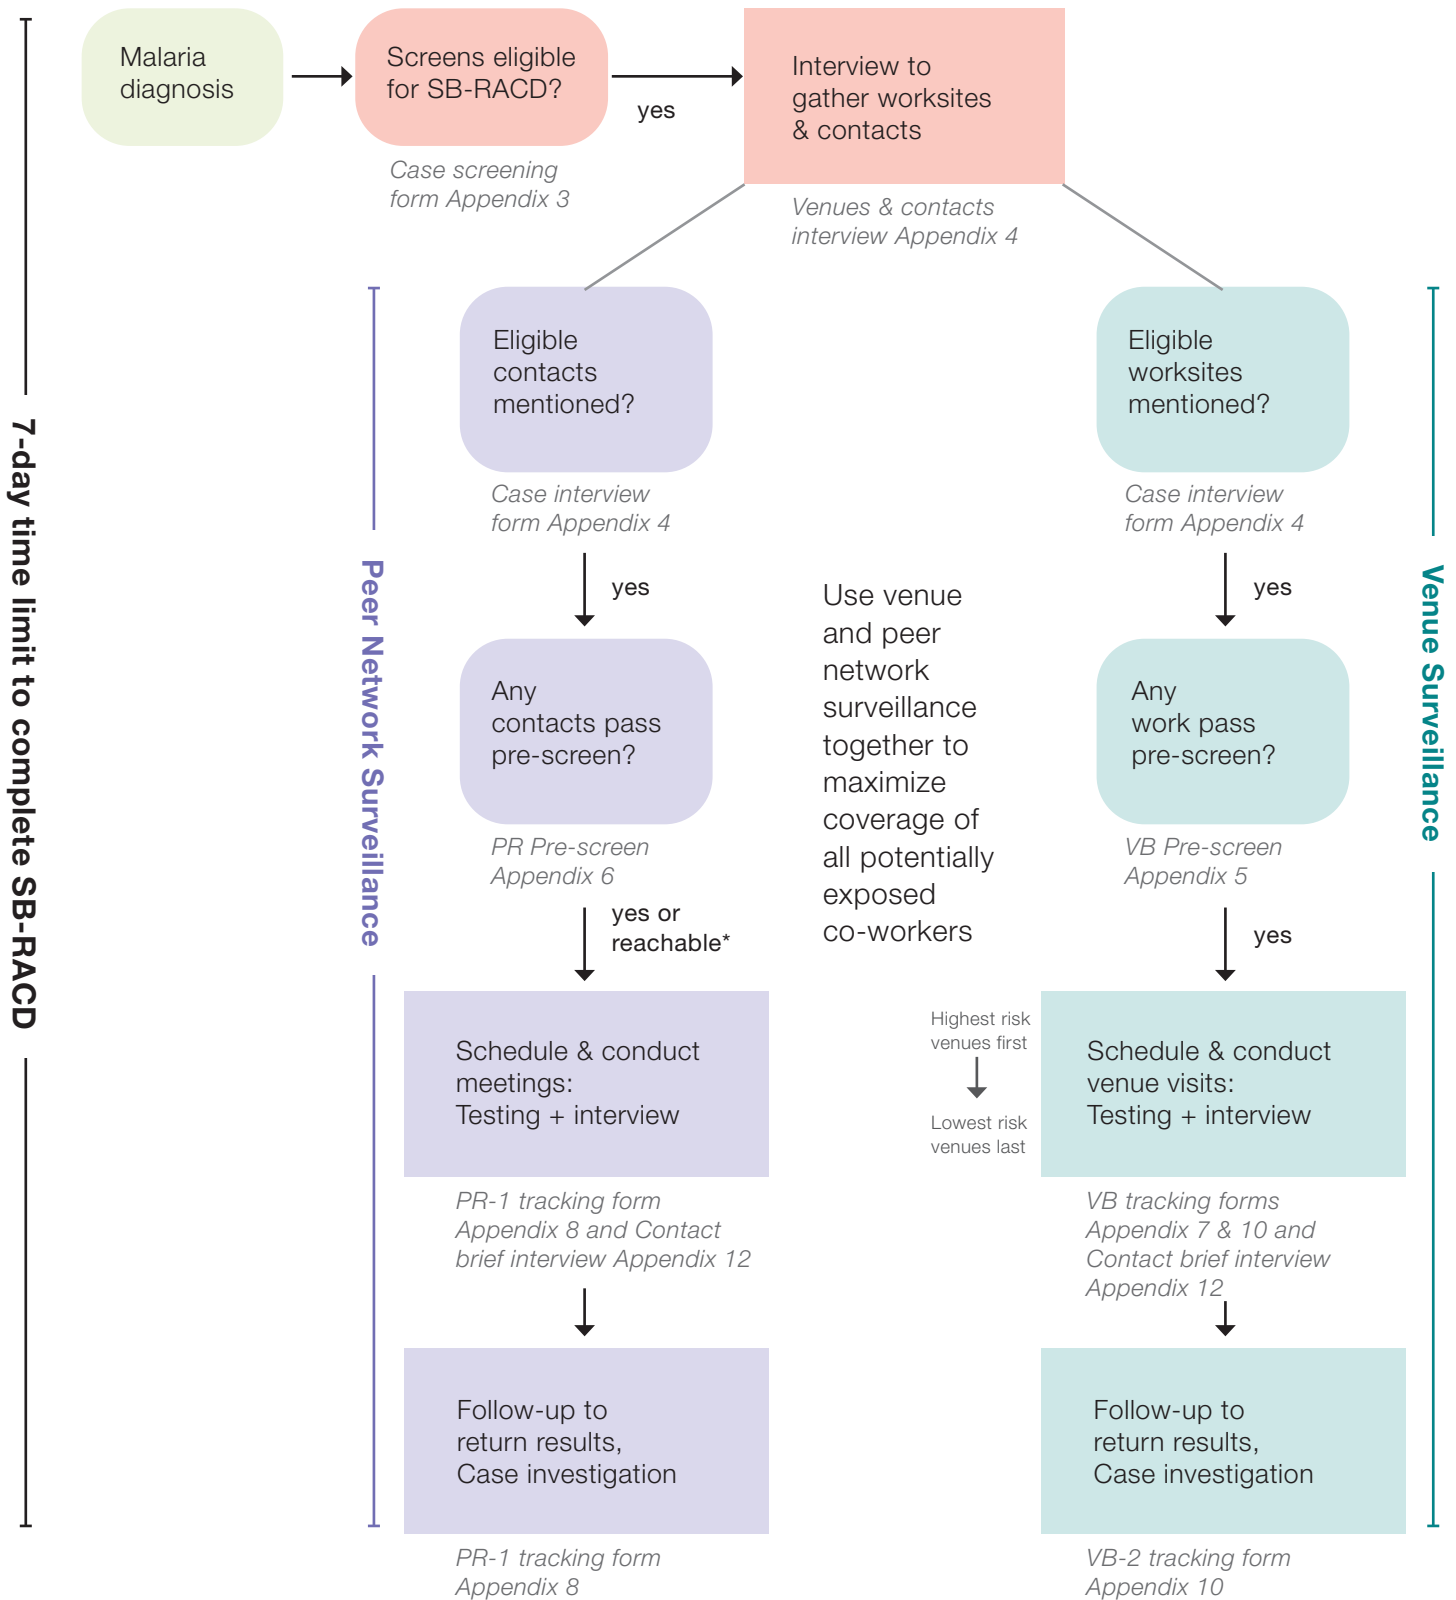 Malaria
diagnosis
Screens eligible
for SB-RACD?
yes
Interview to
gather worksites
& contacts
Case screening
form Appendix 3
Venues & contacts
interview Appendix 4
7-day time limit to complete SB-RACD
Peer Network Surveillance
Eligible
contacts
mentioned?
Case interview
form Appendix 4
yes
Any
contacts pass
pre-screen?
PR Pre-screen
Appendix 6
yes or
reachable*
Schedule & conduct
meetings:
Testing + interview
PR-1 tracking form
Appendix 8 and Contact
brief interview Appendix 12
Follow-up to
return results,
Case investigation
PR-1 tracking form
Appendix 8
Use venue
and peer
network
surveillance
together to
maximize
coverage of
all potentially
exposed
co-workers
Venue Surveillance
Eligible
worksites
mentioned?
Case interview
form Appendix 4
yes
Any
work pass
pre-screen?
VB Pre-screen
Appendix 5
yes
Highest risk
venues first
Lowest risk
venues last
Schedule & conduct
venue visits:
Testing + interview
VB tracking forms
Appendix 7 & 10 and
Contact brief interview
Appendix 12
Follow-up to
return results,
Case investigation
VB-2 tracking form
Appendix 10